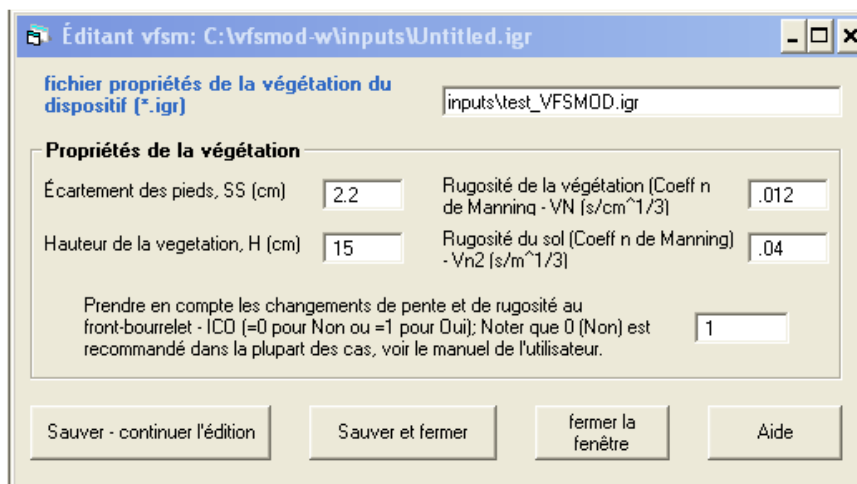 Éditant vfsm: C:\vfsmod-w\inputs\Untitled.igr
fichier propriétés de la végétation du
dispositif (*.igr)
inputs\test_VFSMOD.igr
Propriétés de la végétation
Écartement des pieds, SS (cm)
2.2
Rugosité de la végétation (Coeff n
de Manning - VN (s/cm^1/3)
.012
Hauteur de la vegetation, H (cm)
15
Rugosité du sol (Coeff n de Manning)
- Vn2 (s/m^1/3)
.04
Prendre en compte les changements de pente et de rugosité au
front-bourrelet - ICO (=0 pour Non ou =1 pour Oui); Noter que 0 (Non) est
recommandé dans la plupart des cas, voir le manuel de l'utilisateur.
1
Sauver - continuer l'édition
Sauver et fermer
fermer la
fenêtre
Aide